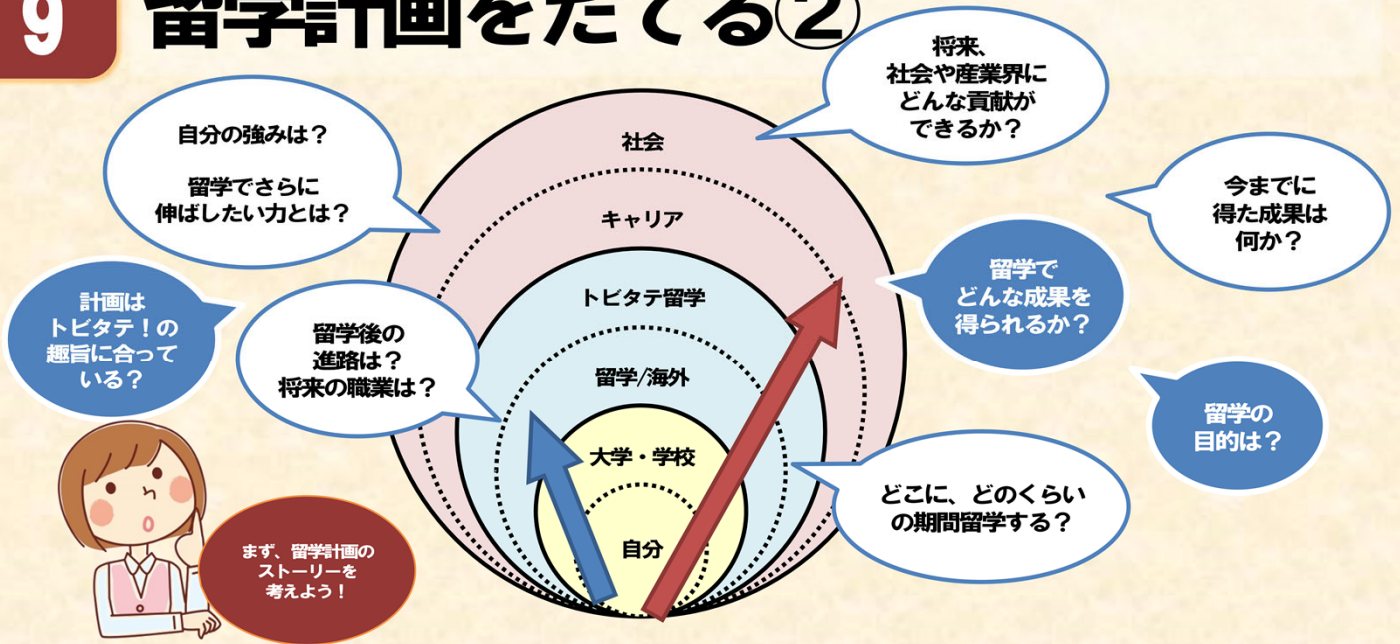 9
留学計画をたてる②
将来、
社会や産業界に
どんな貢献が
できるか？
自分の強みは？
留学でさらに
伸ばしたい力とは？
社会
キャリア
今までに
得た成果は
何か？
計画は
トビタテ！の
趣旨に合って
いる？
留学後の
進路は？
将来の職業は？
トビタテ留学
留学/海外
留学で
どんな成果を
得られるか？
留学の
目的は？
大学・学校
自分
どこに、どのくらい
の期間留学する？
まず、留学計画の
ストーリーを
考えよう！